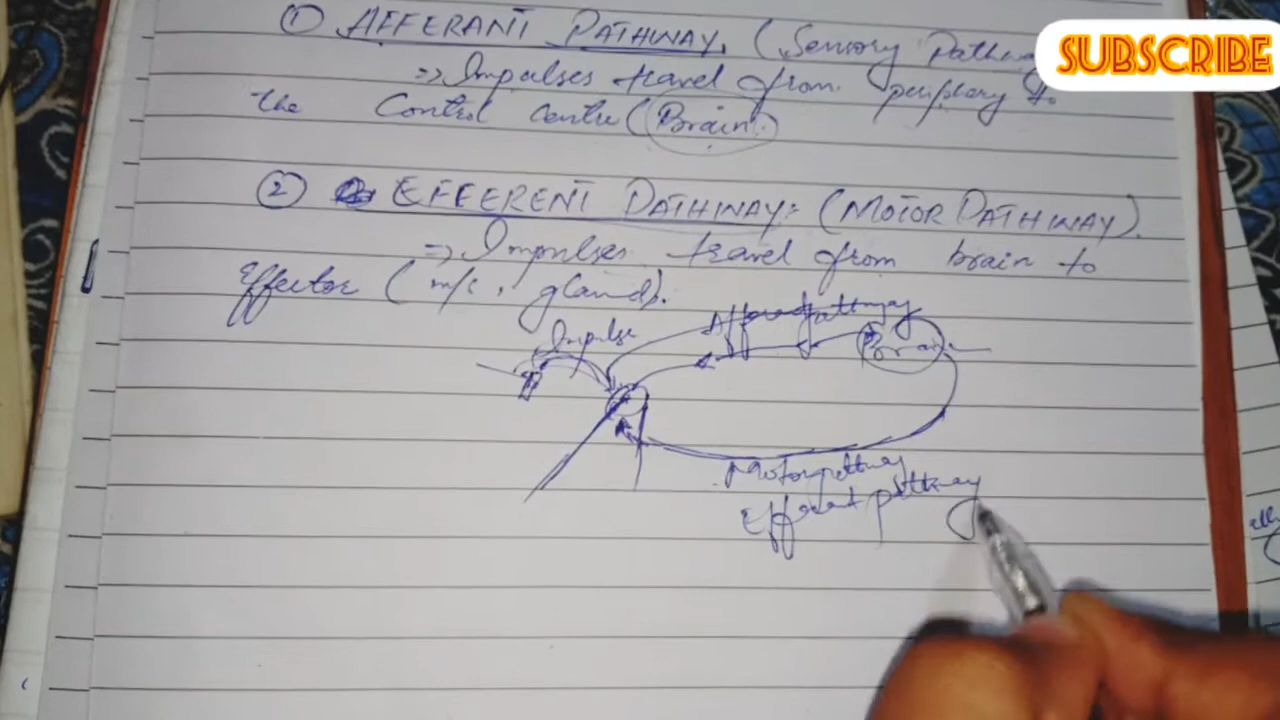 ① AFFERANT PATHWAY. (Sensory Pathway
SUBSCRIBE
⇒ Impulses travel from periphery to
the Control centre (Brain).
② EFFERENT PATHWAY: (MOTOR PATHWAY).
⇒ Impulses travel from brain to
Effector (m/c, glands).
Impulse
Afferent pathway
Brain
Motor pathway
Efferent pathway